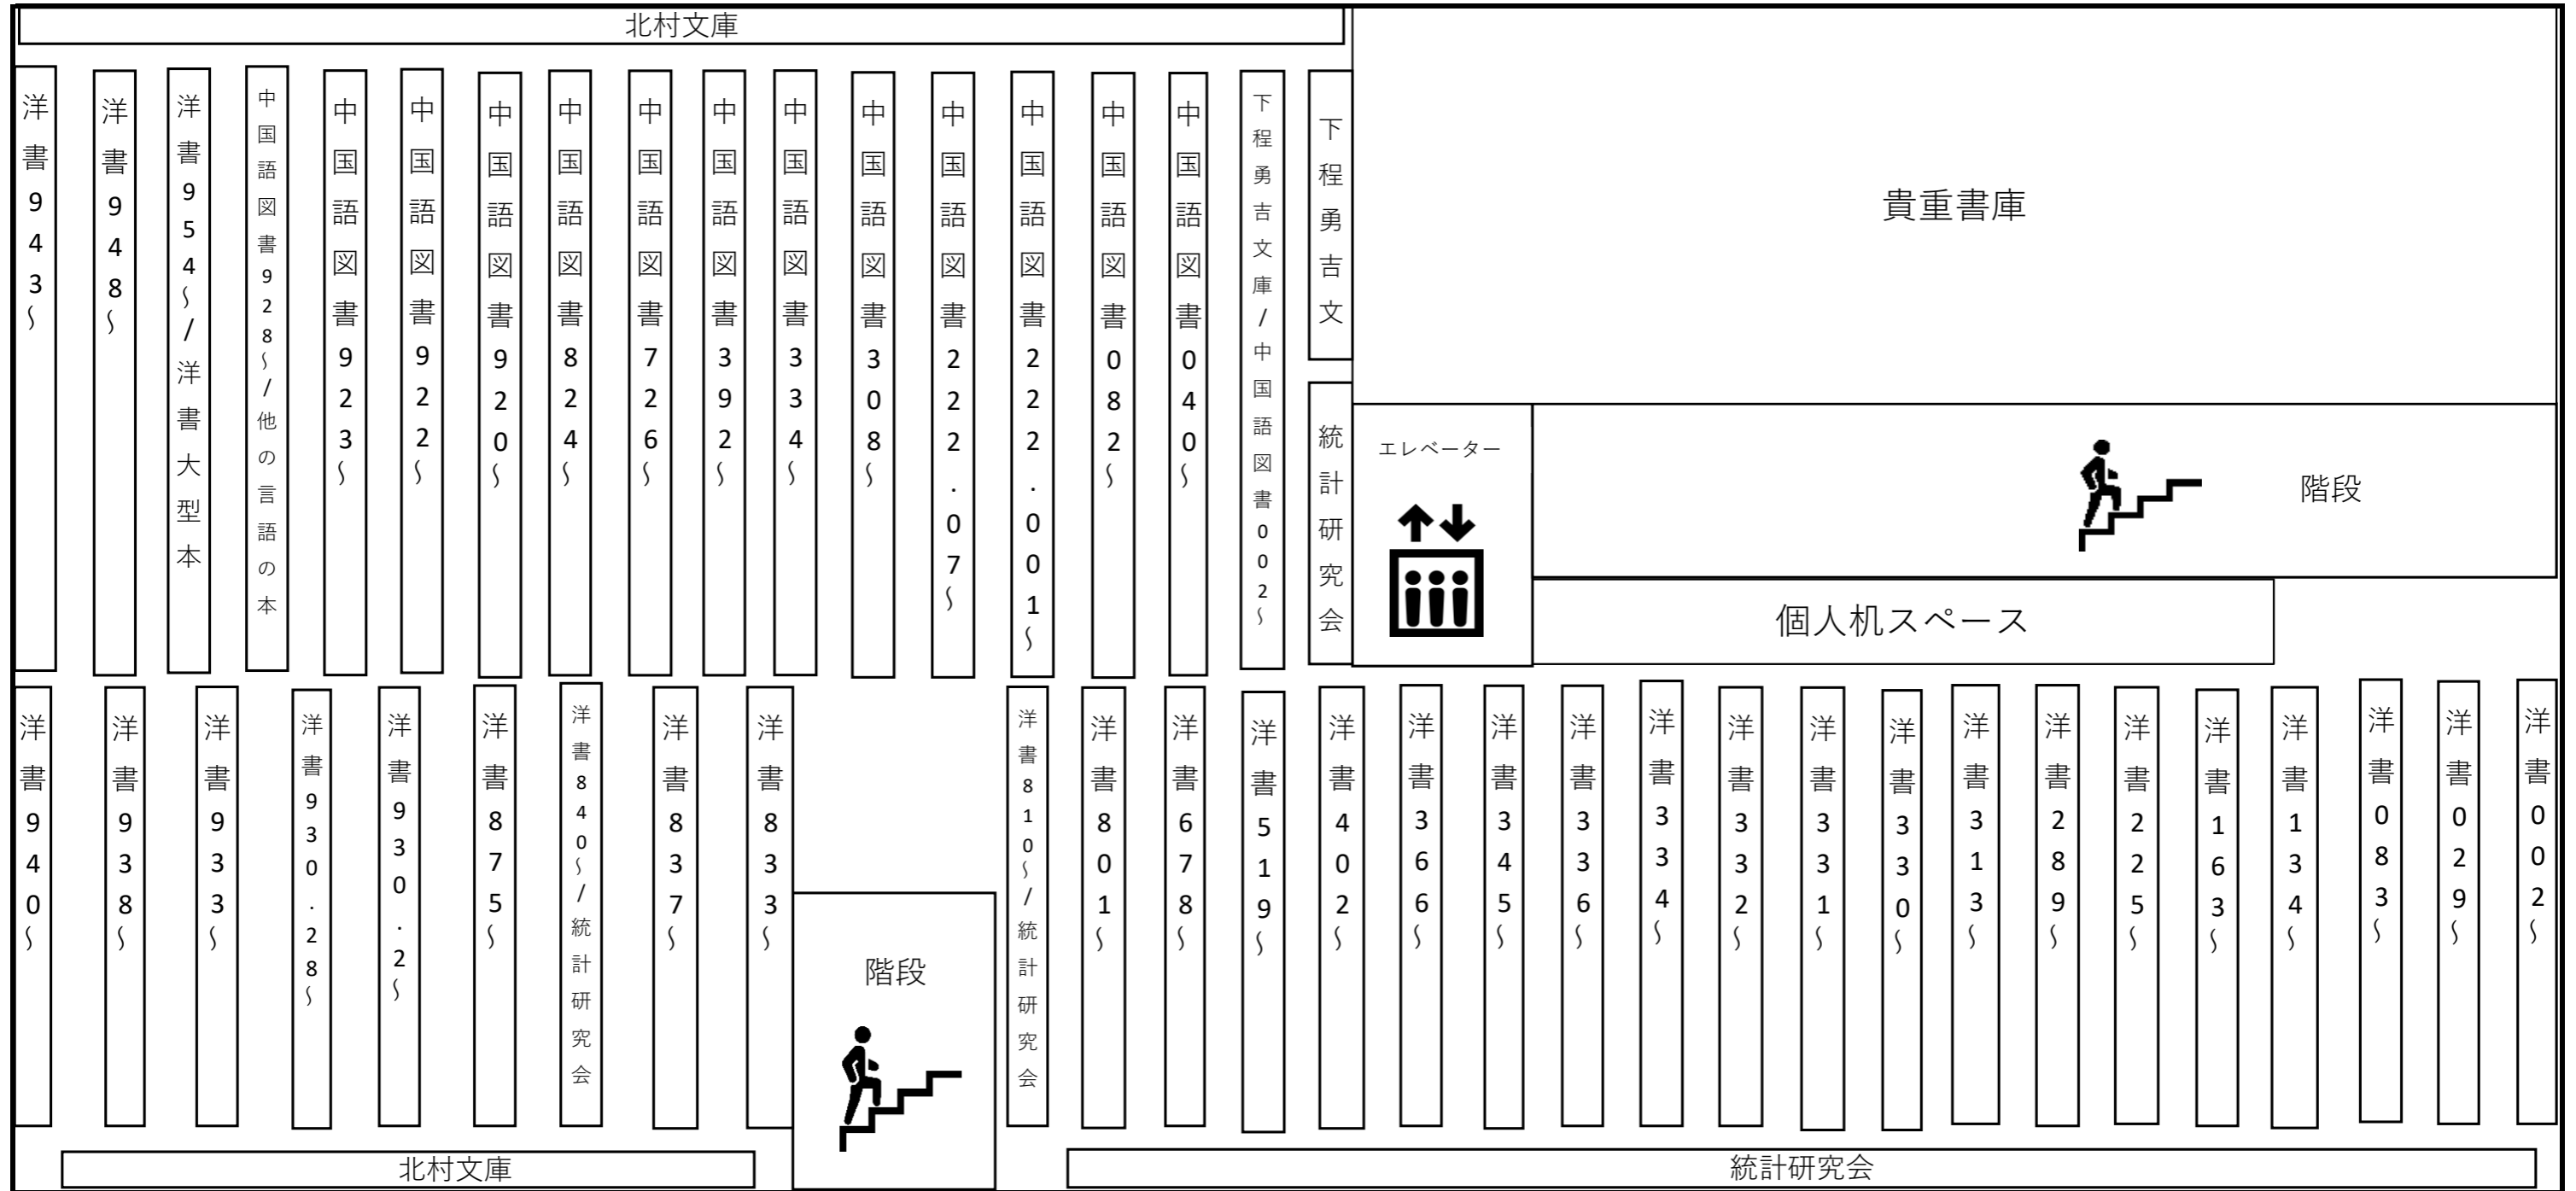 北村文庫
洋書943～
洋書948～
洋書954～/洋書大型本
中国語図書928～/他の言語の本
中国語図書923～
中国語図書922～
中国語図書920～
中国語図書824～
中国語図書726～
中国語図書392～
中国語図書334～
中国語図書308～
中国語図書222.07～
中国語図書222.001～
中国語図書082～
中国語図書040～
下程勇吉文庫/中国語図書002～
下程勇吉文
統計研究会
貴重書庫
エレベーター
階段
個人机スペース
洋書940～
洋書938～
洋書933～
洋書930.28～
洋書930.2～
洋書875～
洋書840～/統計研究会
洋書837～
洋書833～
階段
洋書810～/統計研究会
洋書801～
洋書678～
洋書519～
洋書402～
洋書366～
洋書345～
洋書336～
洋書334～
洋書332～
洋書331～
洋書330～
洋書313～
洋書289～
洋書225～
洋書163～
洋書134～
洋書083～
洋書029～
洋書002～
北村文庫
統計研究会